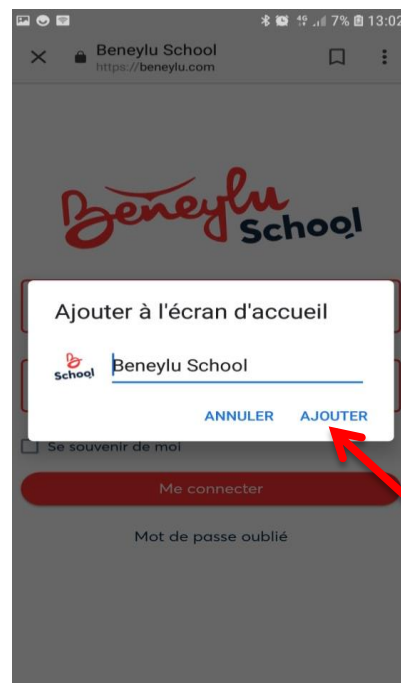 4G 7% 13:02
Beneylu School
https://beneylu.com
Beneylu
School
Ajouter à l'écran d'accueil
School
Beneylu School
ANNULER AJOUTER
Se souvenir de moi
Me connecter
Mot de passe oublié